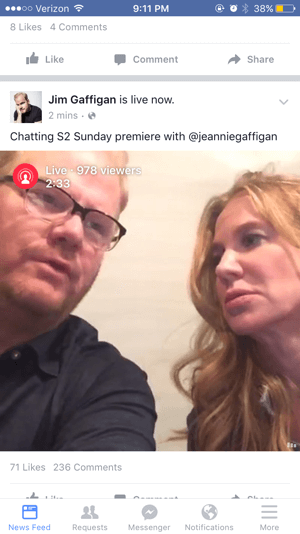 Verizon 9:11 PM 38%
8 Likes 4 Comments
Like Comment Share
Jim Gaffigan is live now.
2 mins ·
Chatting S2 Sunday premiere with @jeanniegaffigan
Live - 978 viewers
2:33
71 Likes 236 Comments
Like Comment Share
News Feed Requests Messenger Notifications More